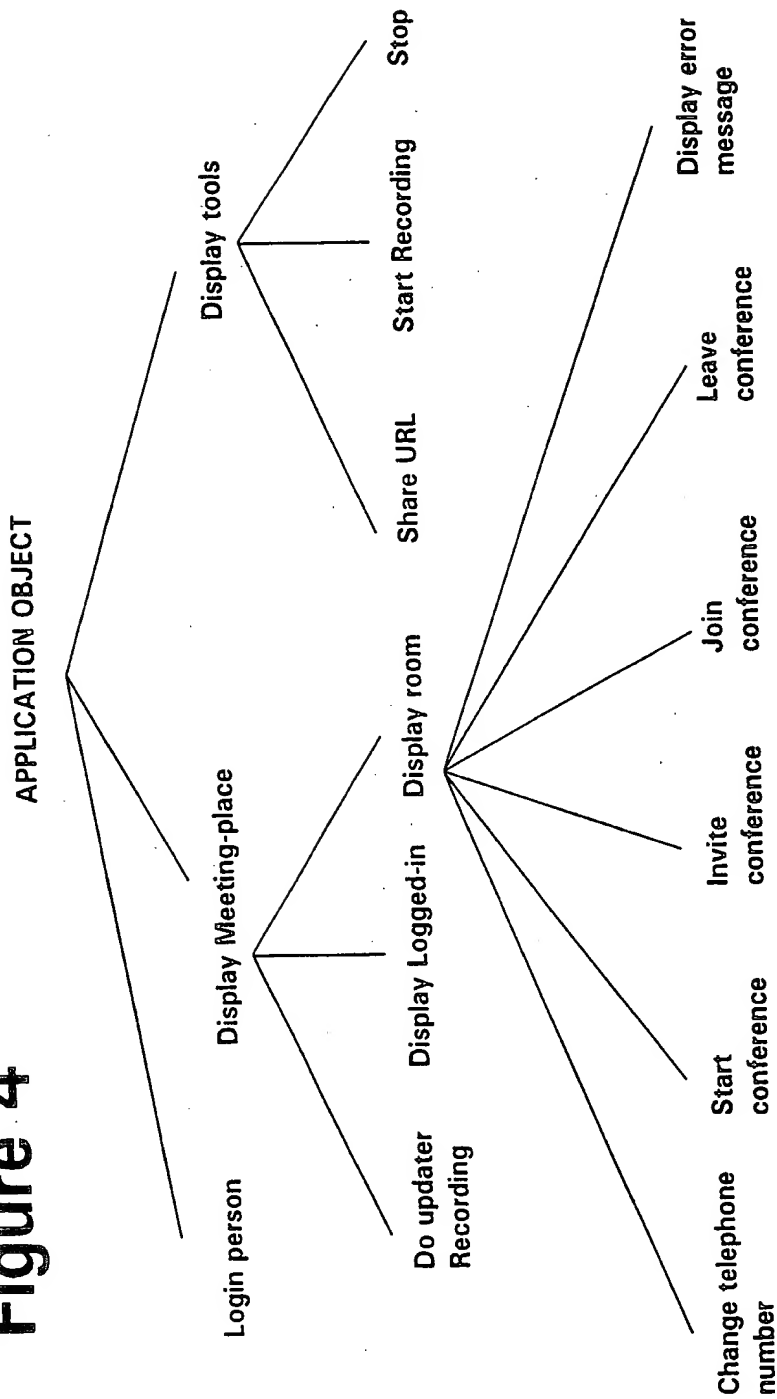 Figure 4
APPLICATION OBJECT
Login person
Display Meeting-place
Display tools
Do updater
Recording
Display Logged-in
Display room
Share URL
Start Recording
Stop
Change telephone
number
Start
conference
Invite
conference
Join
conference
Leave
conference
Display error
message